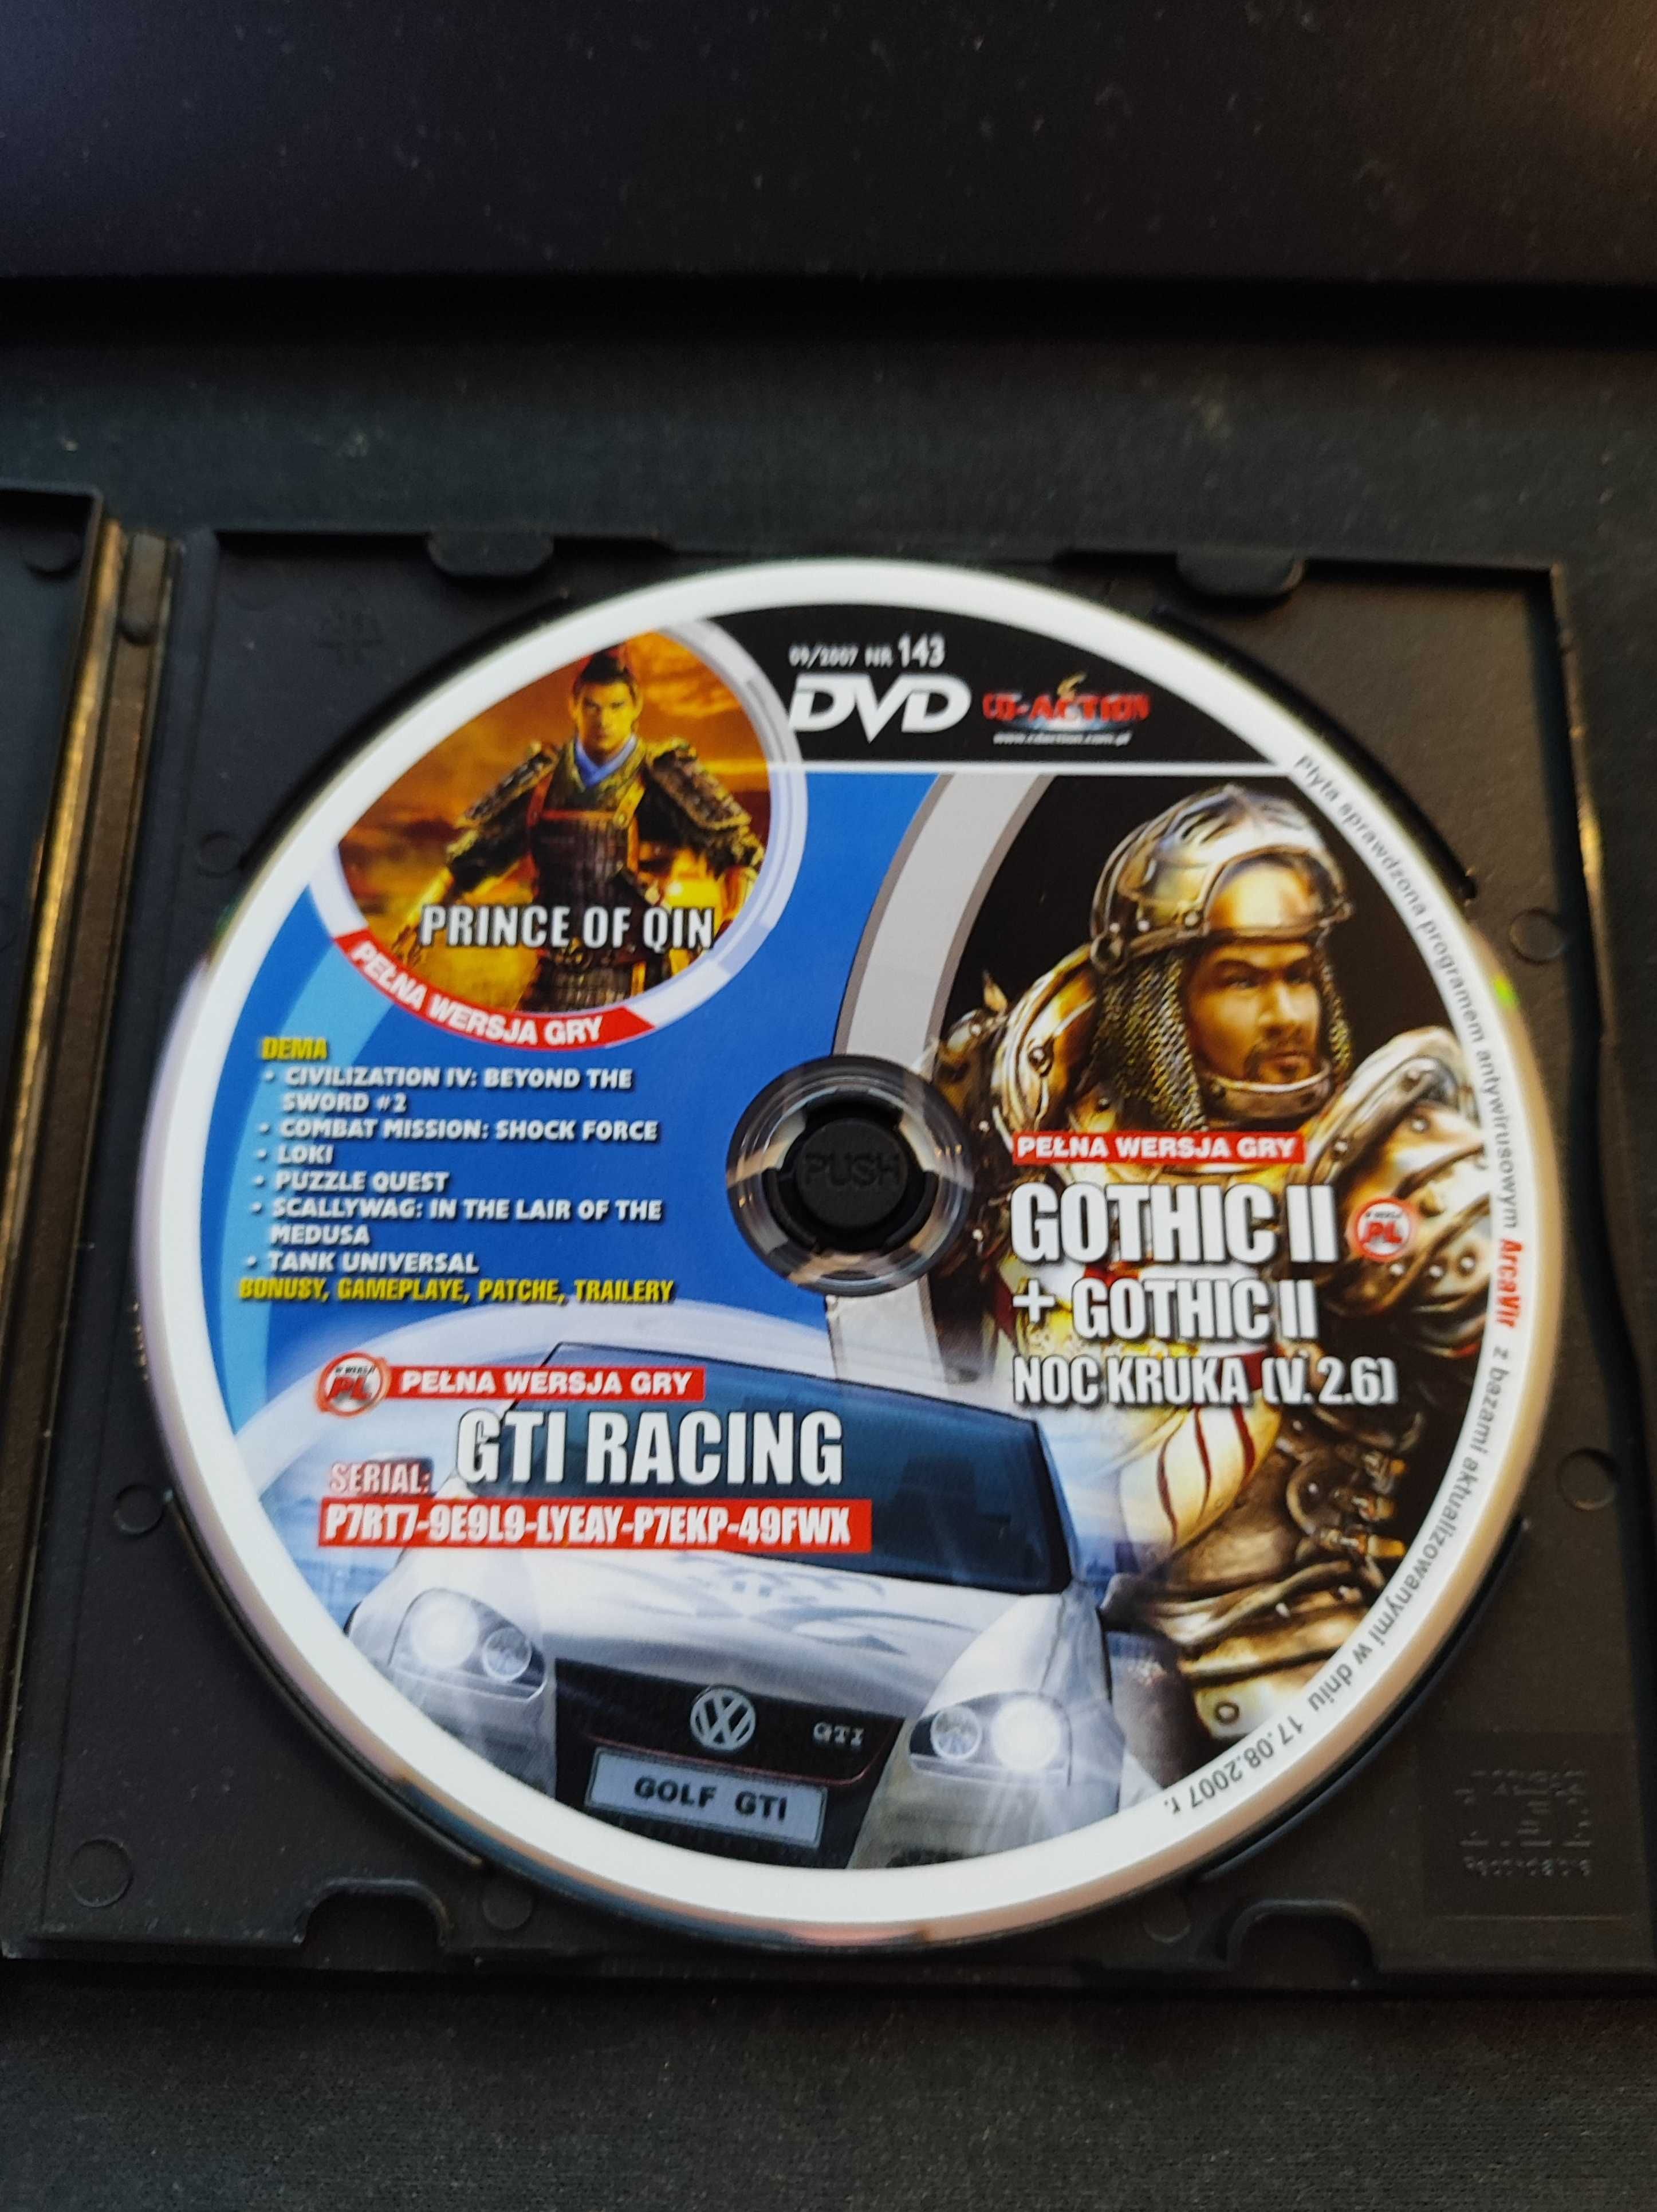 09/2007 NR 143
DVD CD-ACTION
www.cdaction.com.pl
PRINCE OF QIN
PEŁNA WERSJA GRY
DEMA
• CIVILIZATION IV: BEYOND THE
SWORD #2
• COMBAT MISSION: SHOCK FORCE
• LOKI
• PUZZLE QUEST
• SCALLYWAG: IN THE LAIR OF THE
MEDUSA
• TANK UNIVERSAL
BONUSY, GAMEPLAYE, PATCHE, TRAILERY
PUSH
PEŁNA WERSJA GRY
GOTHIC II
W WERSJI
PL
+ GOTHIC II
NOC KRUKA (V. 2.6)
W WERSJI
PL
PEŁNA WERSJA GRY
GTI RACING
SERIAL:
P7RT7-9E9L9-LYEAY-P7EKP-49FWX
GTI
GOLF GTI
Płyta sprawdzona programem antywirusowym ArcaVir z bazami aktualizowanymi w dniu 17.08.2007 r.
Recordable